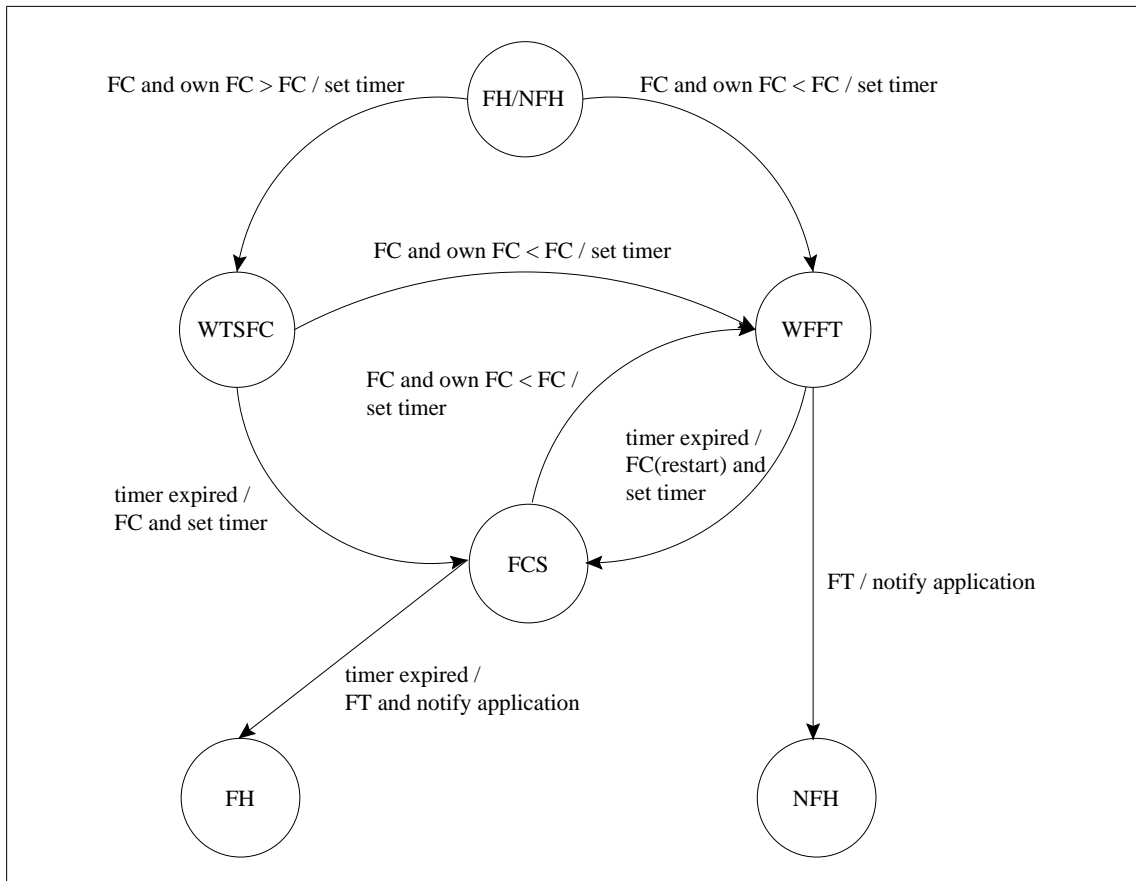 FC and own FC > FC / set timer
FH/NFH
FC and own FC < FC / set timer
FC and own FC < FC / set timer
WTSFC
WFFT
FC and own FC < FC /
set timer
timer expired /
FC(restart) and
set timer
timer expired /
FC and set timer
FCS
FT / notify application
timer expired /
FT and notify application
FH
NFH